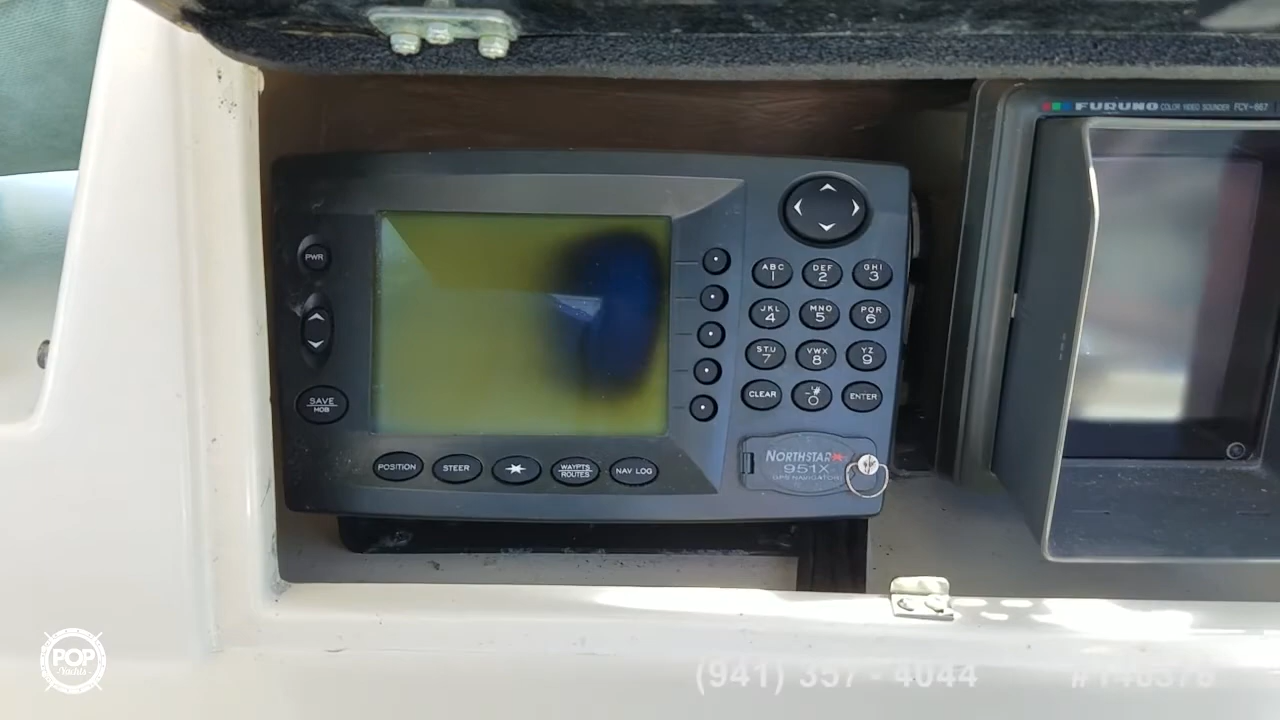 FURUNO COLOR VIDEO SOUNDER FCV-667
PWR
ABC 1 DEF 2 GHI 3
JKL 4 MNO 5 PQR 6
STU 7 VWX 8 YZ 9
CLEAR -'# 0 ENTER
SAVE
MOB
POSITION STEER WAYPTS ROUTES NAV LOG
NORTHSTAR
951X
GPS NAVIGATOR
POP
Yachts
(941) 357 - 4044